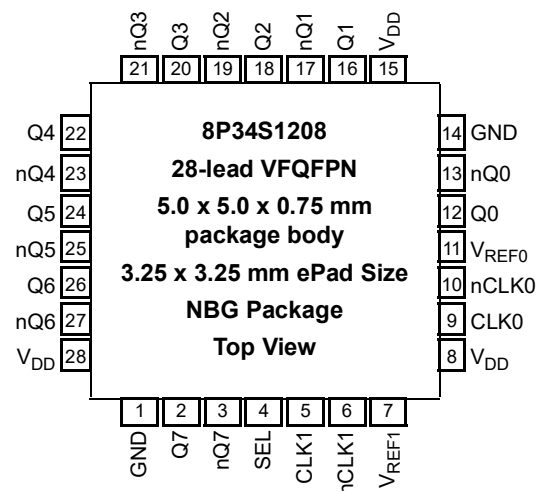 nQ3 Q3 nQ2 Q2 nQ1 Q1 VDD
21 20 19 18 17 16 15
Q4 22
nQ4 23
Q5 24
nQ5 25
Q6 26
nQ6 27
VDD 28
8P34S1208
28-lead VFQFPN
5.0 x 5.0 x 0.75 mm
package body
3.25 x 3.25 mm ePad Size
NBG Package
Top View
14 GND
13 nQ0
12 Q0
11 VREF0
10 nCLK0
9 CLK0
8 VDD
1 2 3 4 5 6 7
GND Q7 nQ7 SEL CLK1 nCLK1 VREF1